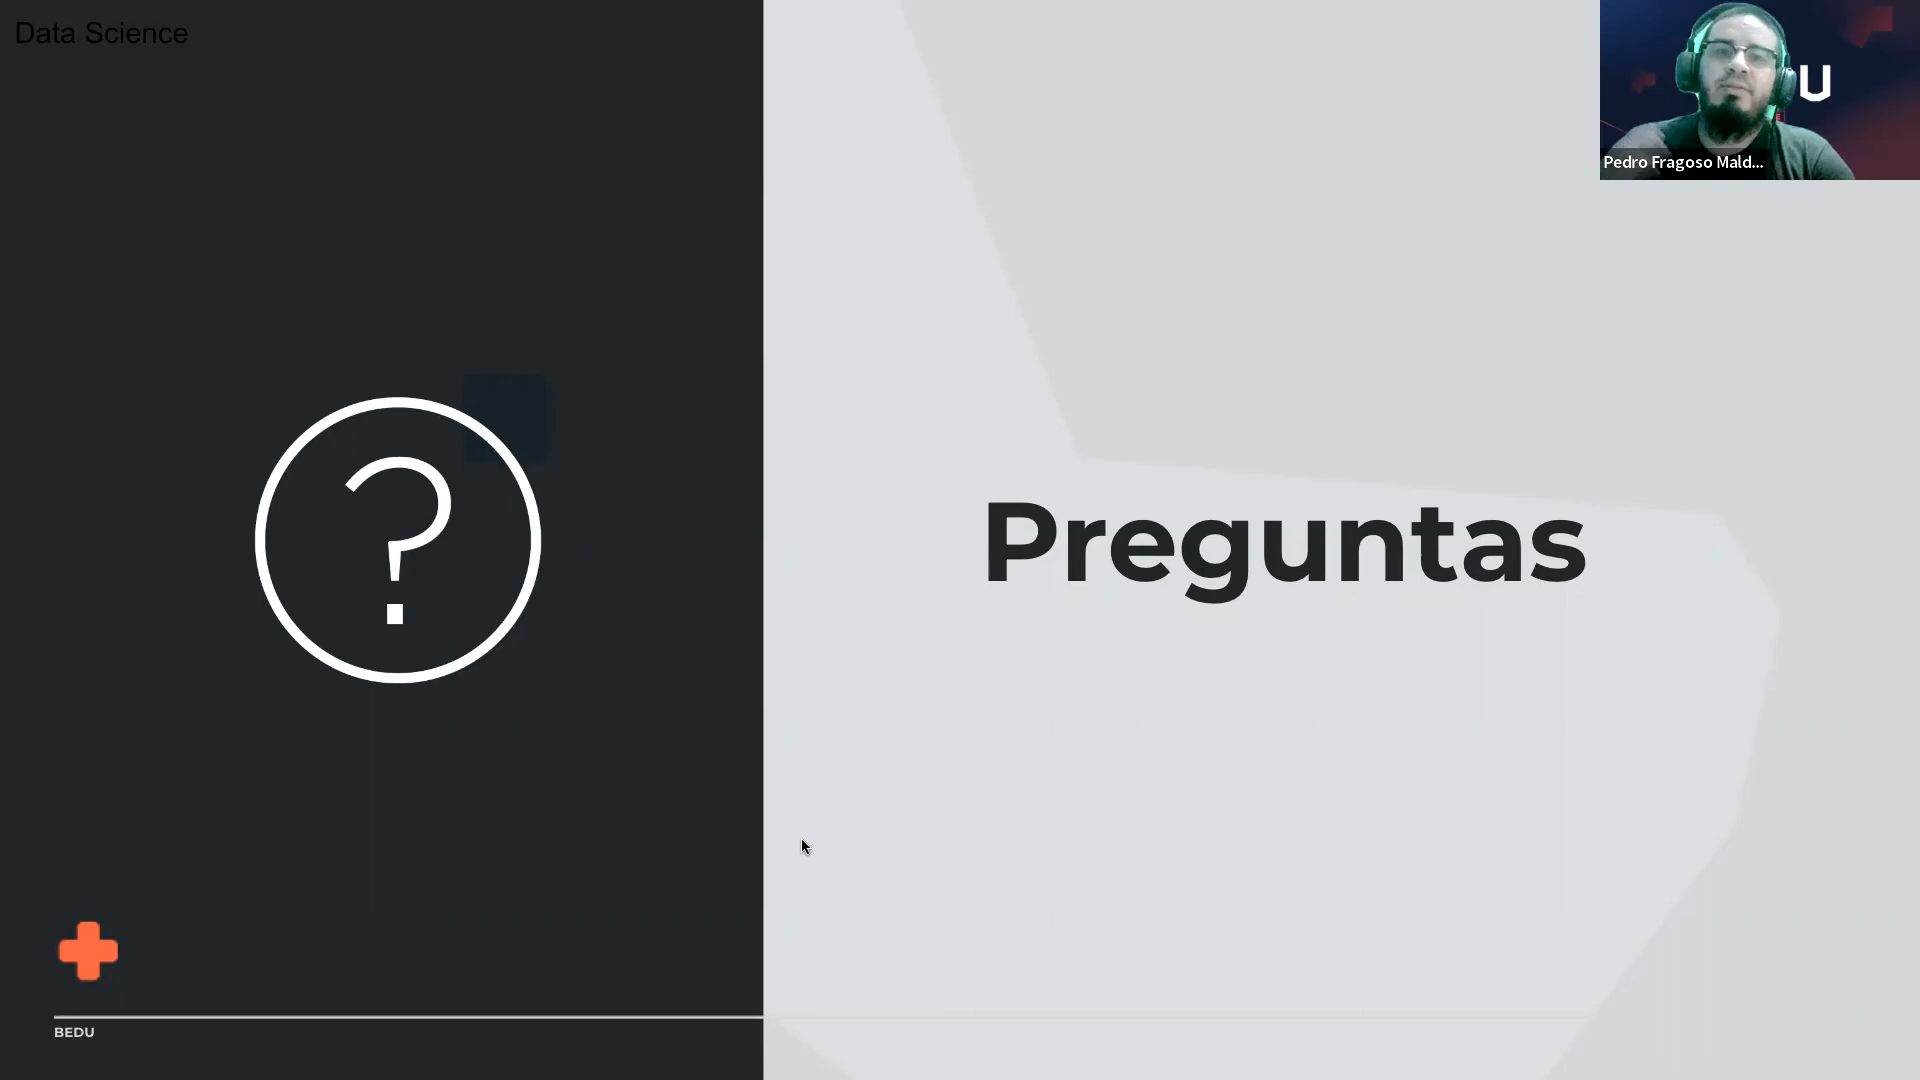 Data Science
U
Pedro Fragoso Mald...
?
Preguntas
BEDU